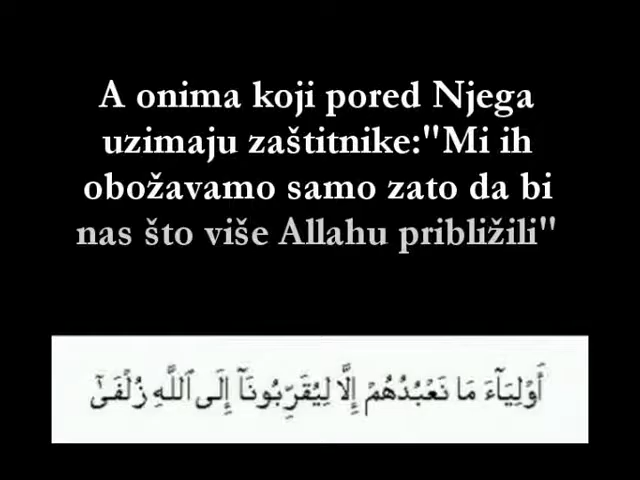 A onima koji pored Njega
uzimaju zaštitnike:"Mi ih
obožavamo samo zato da bi
nas što više Allahu približili"
أَوْلِيَآءَ مَا نَعْبُدُهُمْ إِلَّا لِيُقَرِّبُونَآ إِلَى ٱللَّهِ زُلْفَىٰٓ